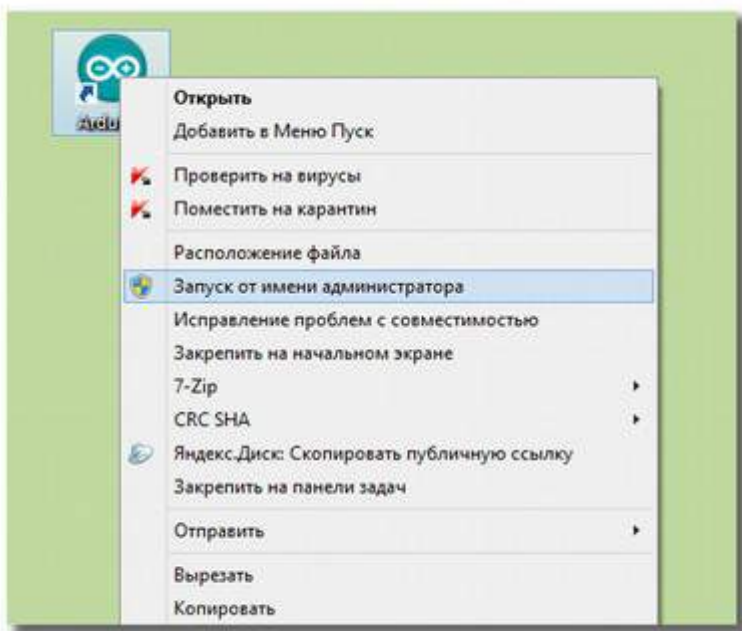 Открыть
Добавить в Меню Пуск
Проверить на вирусы
Поместить на карантин
Расположение файла
Запуск от имени администратора
Исправление проблем с совместимостью
Закрепить на начальном экране
7-Zip
CRC SHA
Яндекс.Диск: Скопировать публичную ссылку
Закрепить на панели задач
Отправить
Вырезать
Копировать